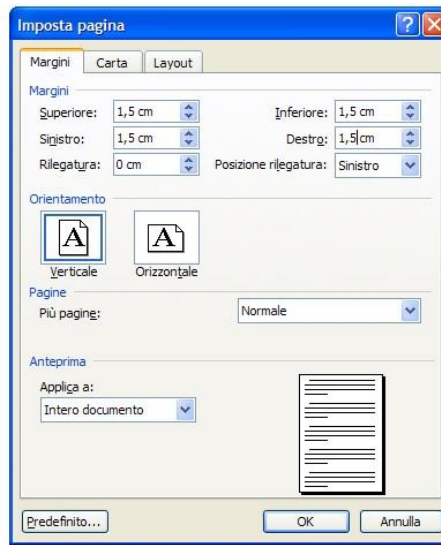 Imposta pagina
Margini Carta Layout
Margini
Superiore: 1,5 cm Inferiore: 1,5 cm
Sinistro: 1,5 cm Destro: 1,5 cm
Rilegatura: 0 cm Posizione rilegatura: Sinistro
Orientamento
A A
Verticale Orizzontale
Pagine
Più pagine: Normale
Anteprima
Applica a:
Intero documento
Predefinito... OK Annulla